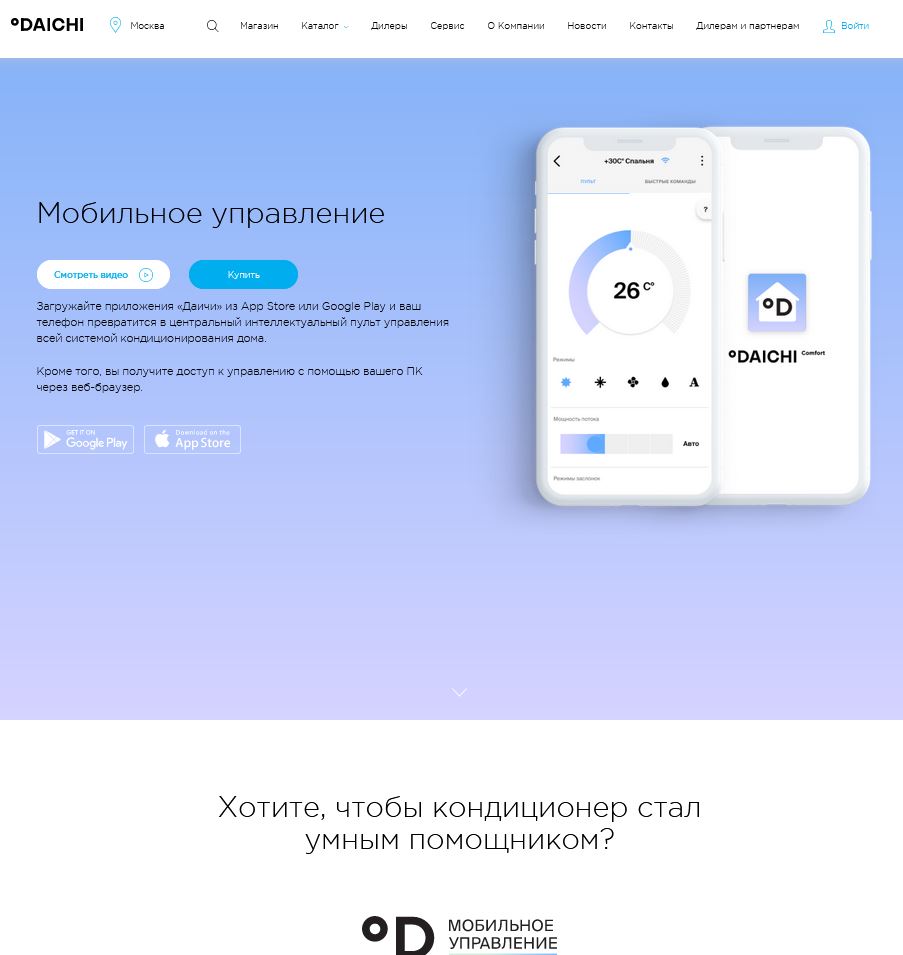 DAICHI
Москва
Магазин
Каталог
Дилеры
Сервис
О Компании
Новости
Контакты
Дилерам и партнерам
Войти
Мобильное управление
Смотреть видео
Купить
Загружайте приложения «Даичи» из App Store или Google Play и ваш
телефон превратится в центральный интеллектуальный пульт управления
всей системой кондиционирования дома.
Кроме того, вы получите доступ к управлению с помощью вашего ПК
через веб-браузер.
GET IT ON
Google Play
Download on the
App Store
+30С° Спальня
ПУЛЬТ
БЫСТРЫЕ КОМАНДЫ
?
26 C°
Режимы
A
Мощность потока
Авто
Режимы заслонок
°D
°DAICHI Comfort
Хотите, чтобы кондиционер стал
умным помощником?
°D
МОБИЛЬНОЕ
УПРАВЛЕНИЕ